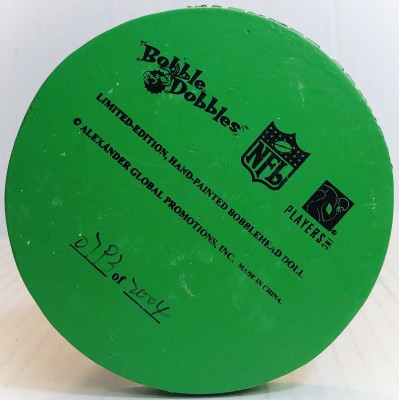 Bobble
Dobbles
LIMITED-EDITION, HAND-PAINTED BOBBLEHEAD DOLL
© ALEXANDER GLOBAL PROMOTIONS, INC. MADE IN CHINA.
NFL
PLAYERS INC
of 2004